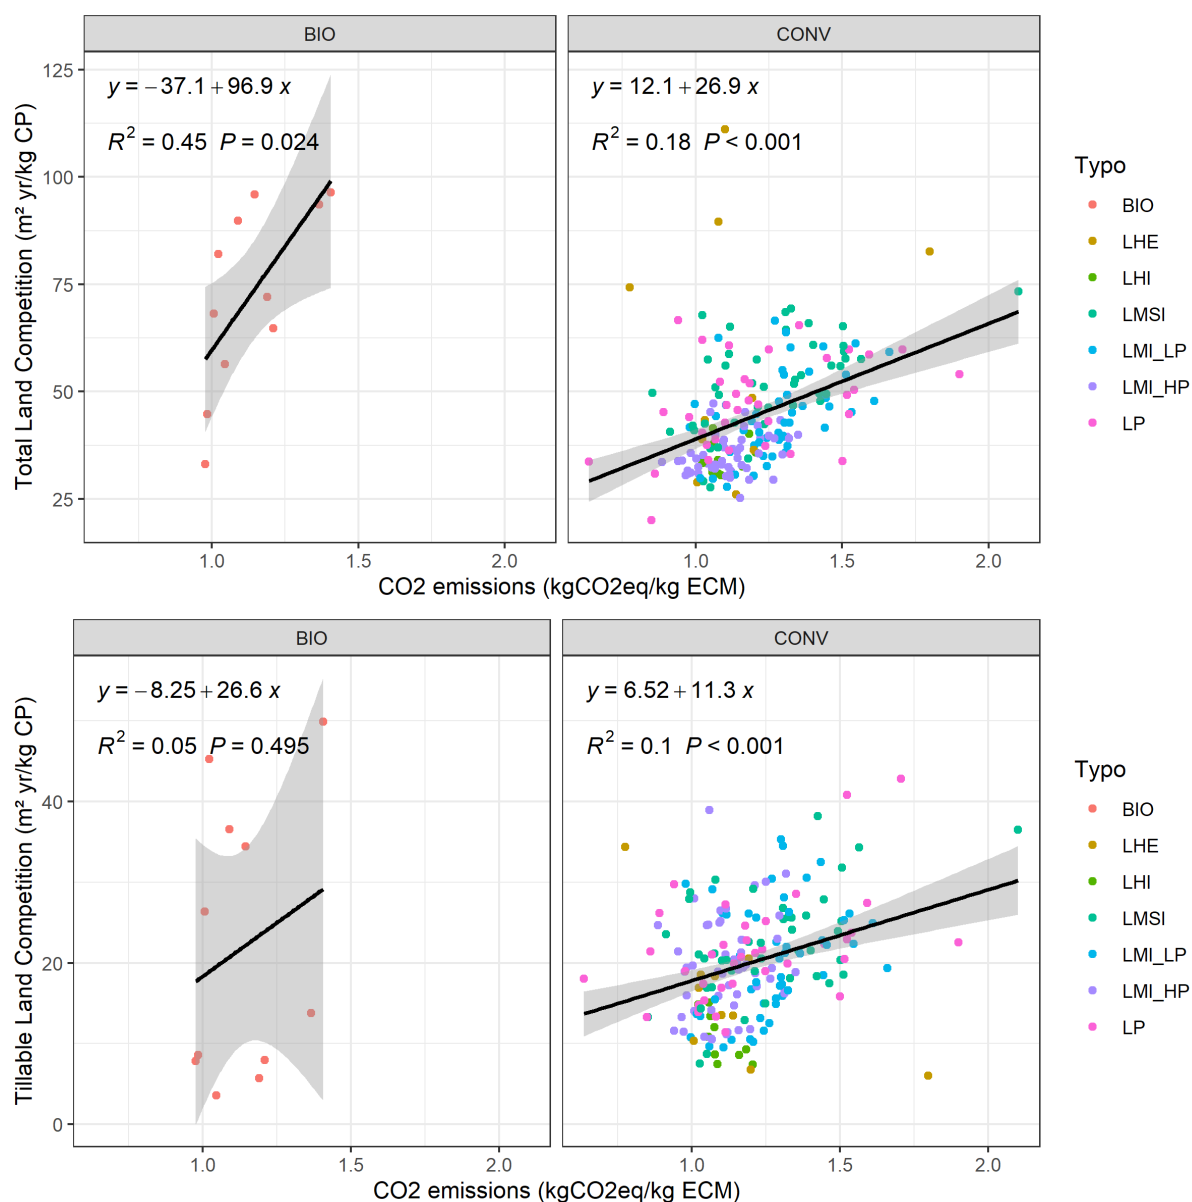 BIO
CONV
y = −37.1 + 96.9 x
R² = 0.45 P = 0.024
y = 12.1 + 26.9 x
R² = 0.18 P < 0.001
Total Land Competition (m² yr/kg CP)
125
100
75
50
25
1.0 1.5 2.0
1.0 1.5 2.0
CO2 emissions (kgCO2eq/kg ECM)
Typo
BIO
LHE
LHI
LMSI
LMI_LP
LMI_HP
LP
BIO
CONV
y = −8.25 + 26.6 x
R² = 0.05 P = 0.495
y = 6.52 + 11.3 x
R² = 0.1 P < 0.001
Tillable Land Competition (m² yr/kg CP)
40
20
0
1.0 1.5 2.0
1.0 1.5 2.0
CO2 emissions (kgCO2eq/kg ECM)
Typo
BIO
LHE
LHI
LMSI
LMI_LP
LMI_HP
LP